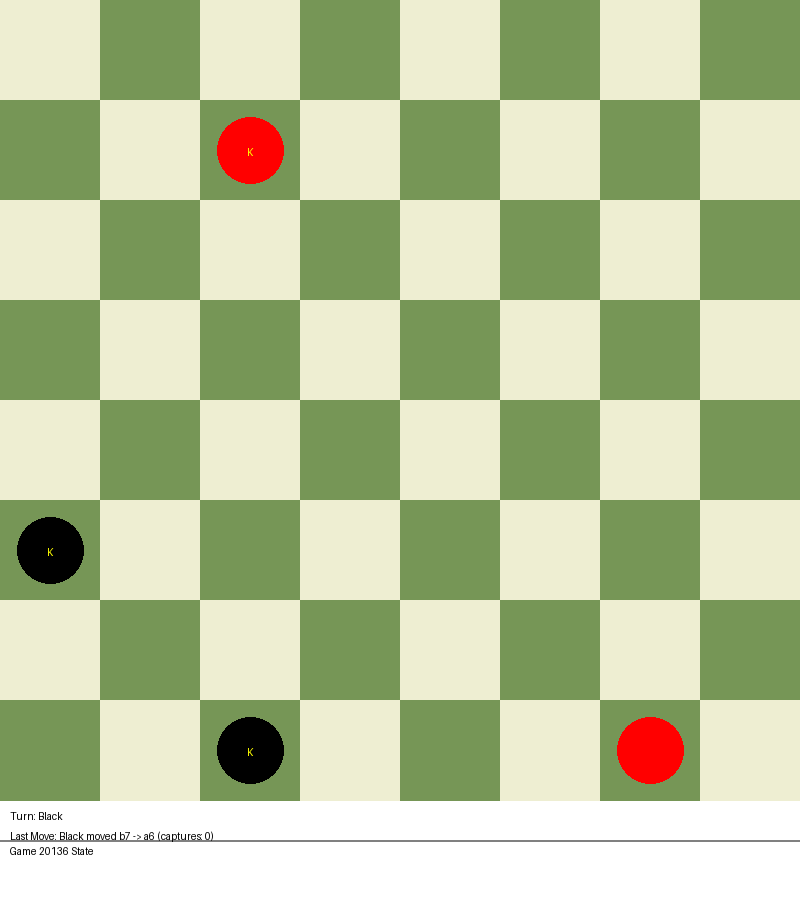 K
K
K
Turn: Black
Last Move: Black moved b7 -> a6 (captures: 0)
Game 20136 State